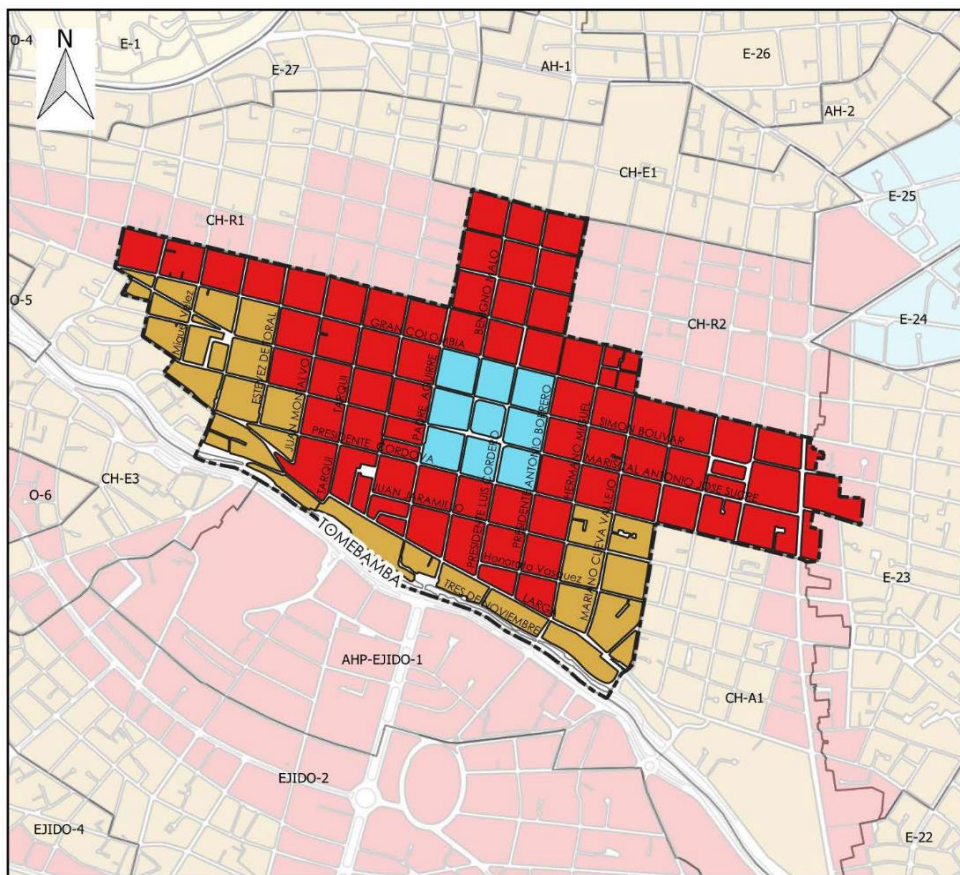 O-4
E-1
N
E-27
AH-1
E-26
AH-2
CH-E1
E-25
CH-R1
CH-R2
O-5
E-24
BENIGNO MALO
GRAN COLOMBIA
Miguel Vélez
ESTEVEZ DE TORAL
JUAN MONTALVO
TARQUI
PADRE AGUIRRE
PRESIDENTE CORDOVA
PRESIDENTE LUIS CORDERO
PRESIDENTE ANTONIO BORRERO
HERMANO MIGUEL
SIMON BOLIVAR
MARISCAL ANTONIO JOSE SUCRE
MARIANO CUEVA VALLEJO
O-6
CH-E3
TARQUI
JUAN JARAMILLO
Honorato Vasquez
LARGA
TRES DE NOVIEMBRE
TOMEBAMBA
E-23
AHP-EJIDO-1
CH-A1
EJIDO-2
EJIDO-4
E-22